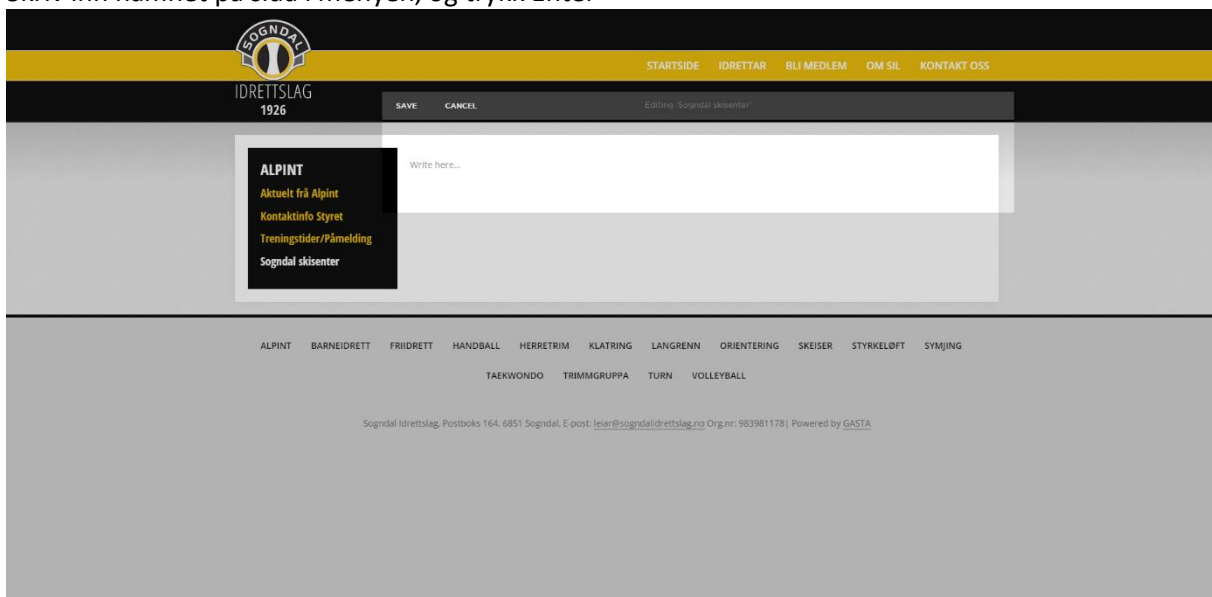 Skriv inn namnet på sida i menyen, og trykk Enter
SOGNDAL
IDRETTSLAG
1926
STARTSIDE IDRETTAR BLI MEDLEM OM SIL KONTAKT OSS
SAVE CANCEL Editing 'Sogndal skisenter'
Write here...
ALPINT
Aktuelt frå Alpint
Kontaktinfo Styret
Treningstider/Påmelding
Sogndal skisenter
ALPINT BARNEIDRETT FRIIDRETT HANDBALL HERRETRIM KLATRING LANGRENN ORIENTERING SKEISER STYRKELØFT SYMJING
TAEKWONDO TRIMMGRUPPA TURN VOLLEYBALL
Sogndal Idrettslag, Postboks 164, 6851 Sogndal, E-post: leiar@sogndalidrettslag.no Org.nr: 983981178| Powered by GASTA